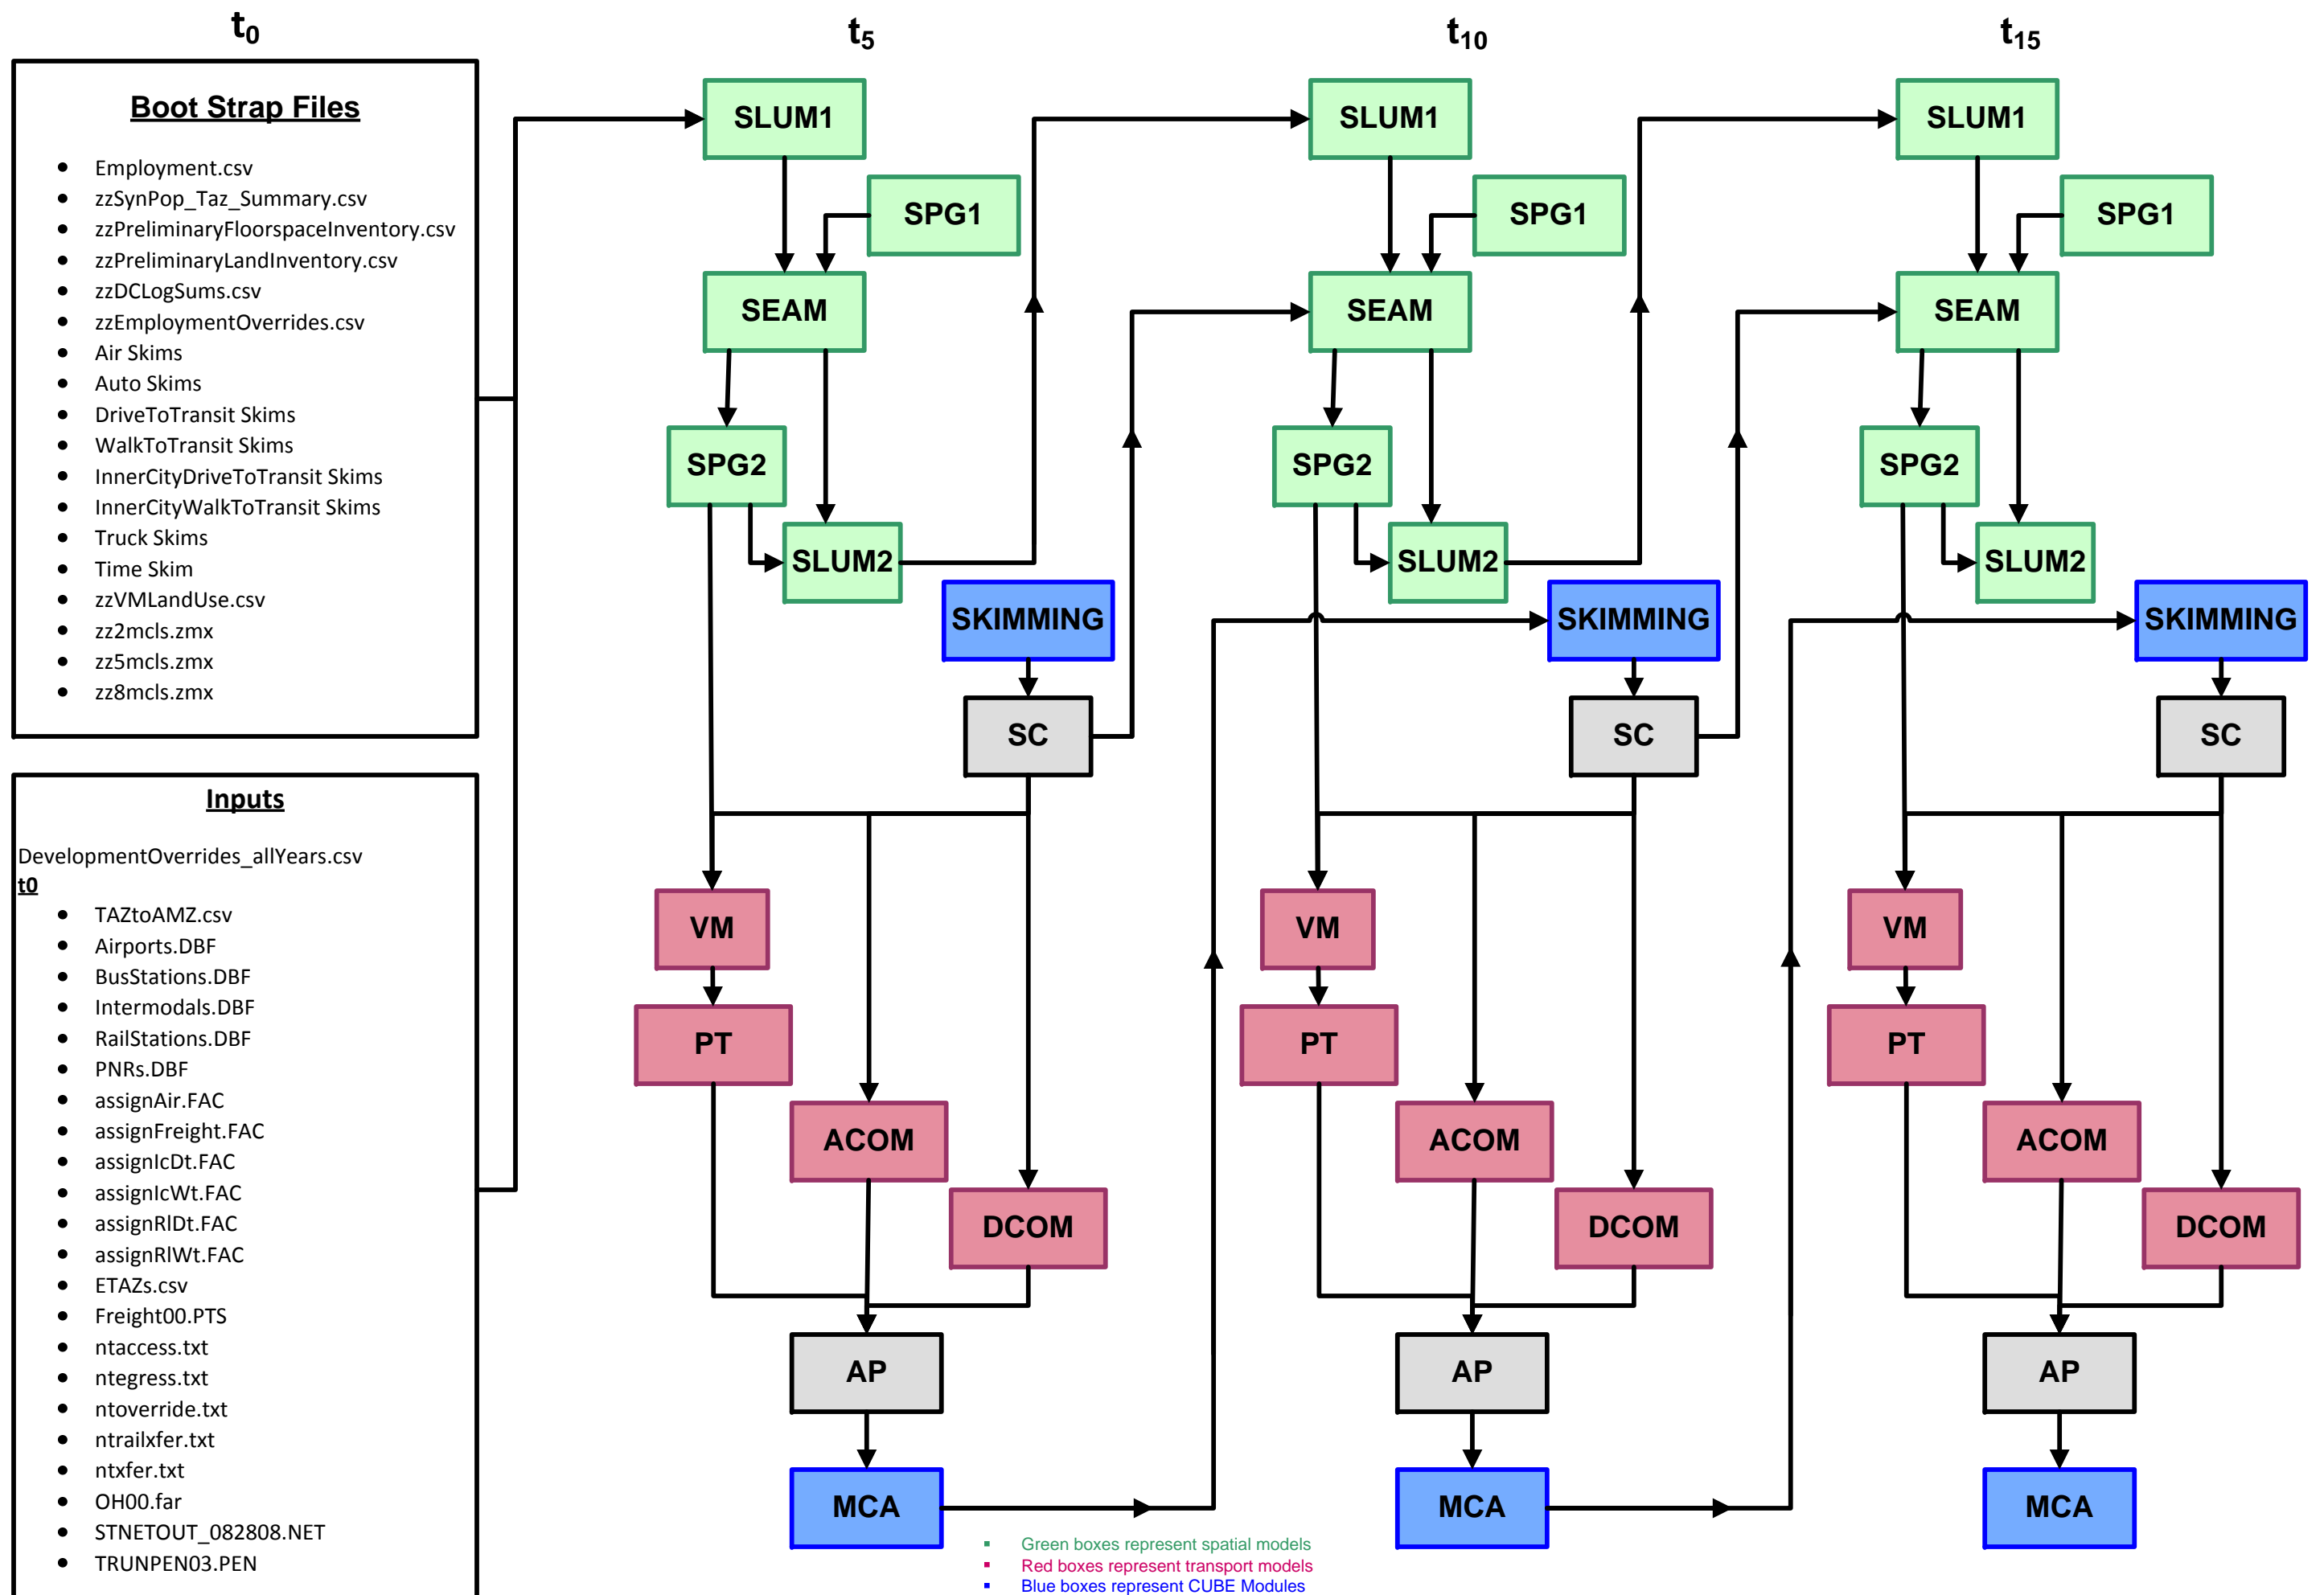 t0
t5
t10
t15
Boot Strap Files
Employment.csv
zzSynPop_Taz_Summary.csv
zzPreliminaryFloorspaceInventory.csv
zzPreliminaryLandInventory.csv
zzDCLogSums.csv
zzEmploymentOverrides.csv
Air Skims
Auto Skims
DriveToTransit Skims
WalkToTransit Skims
InnerCityDriveToTransit Skims
InnerCityWalkToTransit Skims
Truck Skims
Time Skim
zzVMLandUse.csv
zz2mcls.zmx
zz5mcls.zmx
zz8mcls.zmx
Inputs
DevelopmentOverrides_allYears.csv
t0
TAZtoAMZ.csv
Airports.DBF
BusStations.DBF
Intermodals.DBF
RailStations.DBF
PNRs.DBF
assignAir.FAC
assignFreight.FAC
assignIcDt.FAC
assignIcWt.FAC
assignRlDt.FAC
assignRlWt.FAC
ETAZs.csv
Freight00.PTS
ntaccess.txt
ntegress.txt
ntoverride.txt
ntrailxfer.txt
ntxfer.txt
OH00.far
STNETOUT_082808.NET
TRUNPEN03.PEN
SLUM1
SPG1
SEAM
SPG2
SLUM2
SKIMMING
SC
VM
PT
ACOM
DCOM
AP
MCA
SLUM1
SPG1
SEAM
SPG2
SLUM2
SKIMMING
SC
VM
PT
ACOM
DCOM
AP
MCA
SLUM1
SPG1
SEAM
SPG2
SLUM2
SKIMMING
SC
VM
PT
ACOM
DCOM
AP
MCA
Green boxes represent spatial models
Red boxes represent transport models
Blue boxes represent CUBE Modules